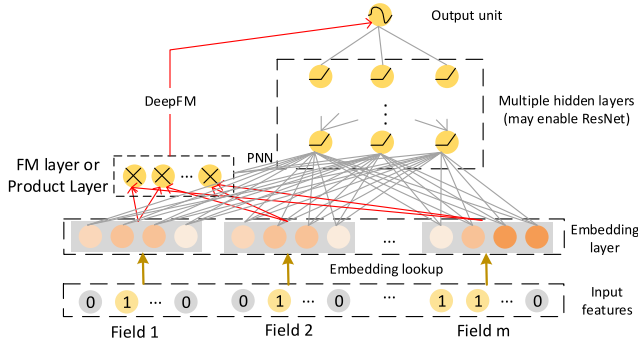 Output unit
DeepFM
Multiple hidden layers
(may enable ResNet)
PNN
FM layer or
Product Layer
...
...
Embedding
layer
Embedding lookup
0 1 ... 0 0 1 ... 0 ... 1 1 ... 0
Input
features
Field 1 Field 2 Field m